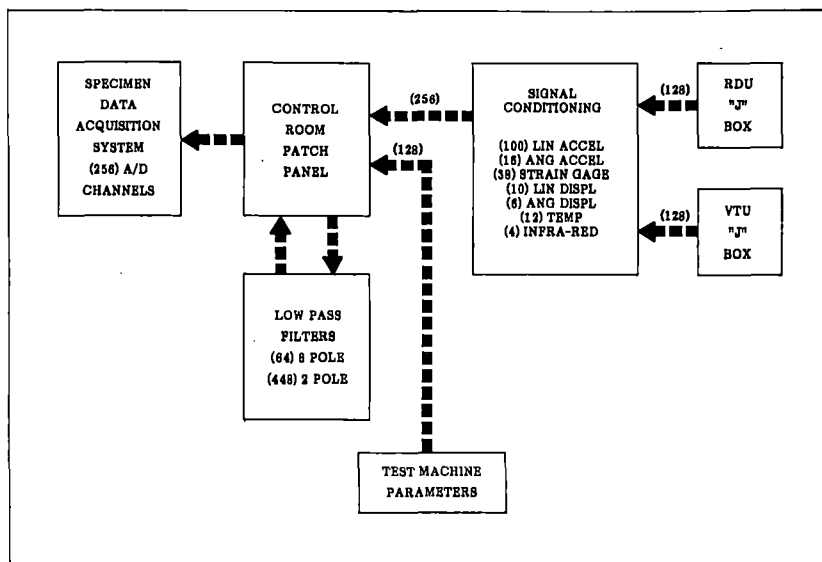 SPECIMEN
DATA
ACQUISITION
SYSTEM
(256) A/D
CHANNELS
CONTROL
ROOM
PATCH
PANEL
(256)
(128)
SIGNAL
CONDITIONING
(100) LIN ACCEL
(16) ANG ACCEL
(38) STRAIN GAGE
(10) LIN DISPL
(6) ANG DISPL
(12) TEMP
(4) INFRA-RED
(128)
RDU
"J"
BOX
(128)
VTU
"J"
BOX
LOW PASS
FILTERS
(64) 8 POLE
(448) 2 POLE
TEST MACHINE
PARAMETERS